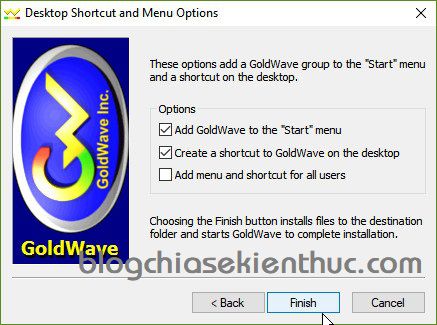 Desktop Shortcut and Menu Options
GoldWave Inc.
GoldWave
These options add a GoldWave group to the "Start" menu
and a shortcut on the desktop.
Options
Add GoldWave to the "Start" menu
Create a shortcut to GoldWave on the desktop
Add menu and shortcut for all users
Choosing the Finish button installs files to the destination
folder and starts GoldWave to complete installation.
blogchiasekienthuc.com
< Back
Finish
Cancel